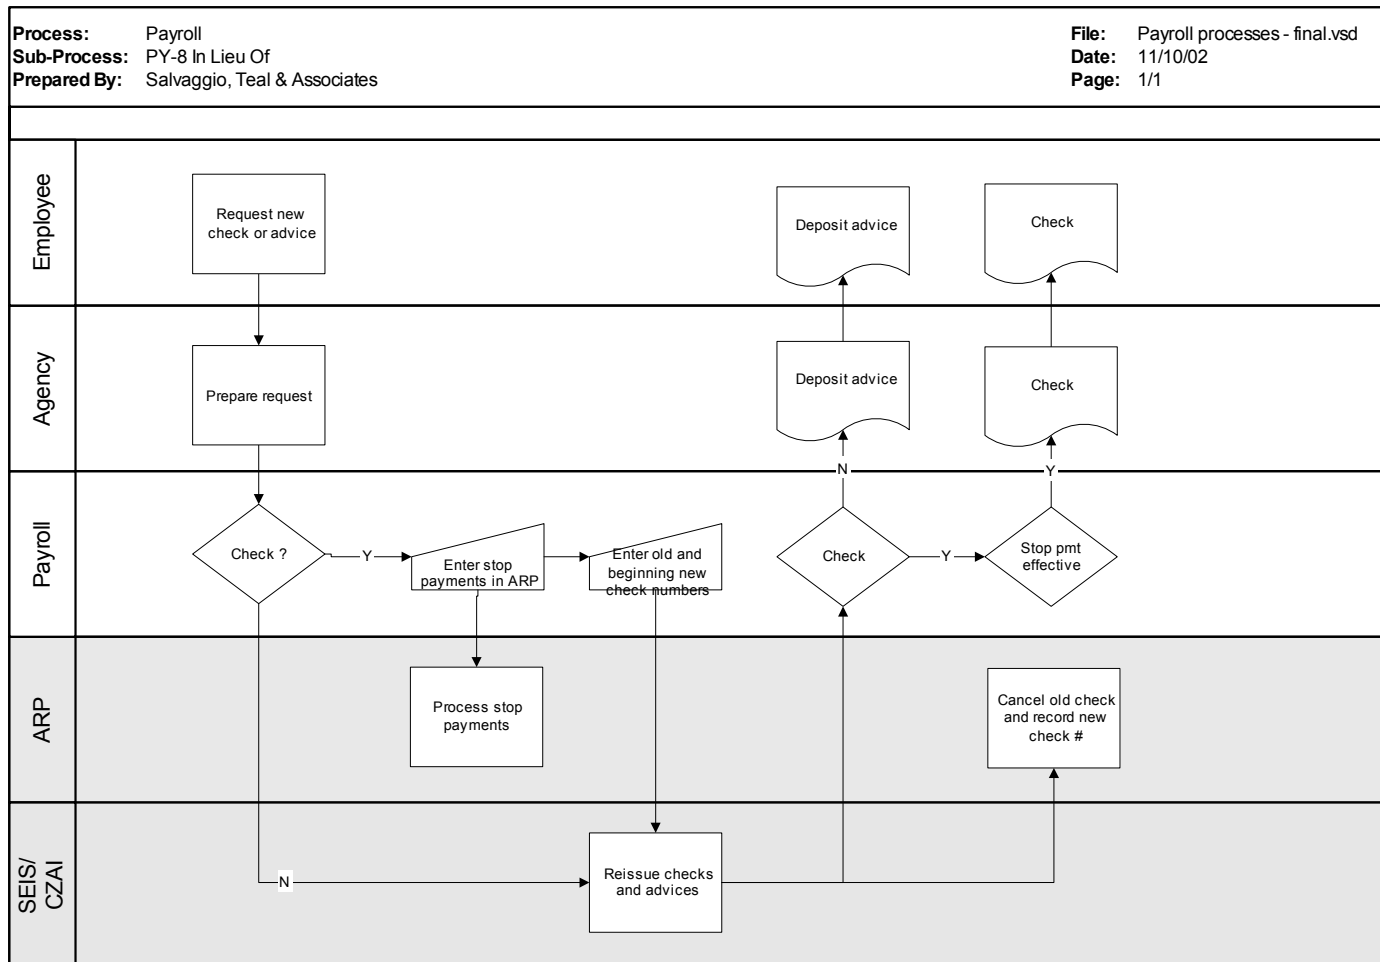 Process: Payroll
Sub-Process: PY-8 In Lieu Of
Prepared By: Salvaggio, Teal & Associates
File: Payroll processes - final.vsd
Date: 11/10/02
Page: 1/1
Employee
Request new
check or advice
Deposit advice
Check
Agency
Prepare request
Deposit advice
Check
N
Y
Payroll
Check ?
Y
Enter stop
payments in ARP
Enter old and
beginning new
check numbers
Check
Y
Stop pmt
effective
ARP
Process stop
payments
Cancel old check
and record new
check #
SEIS/
CZAI
N
Reissue checks
and advices